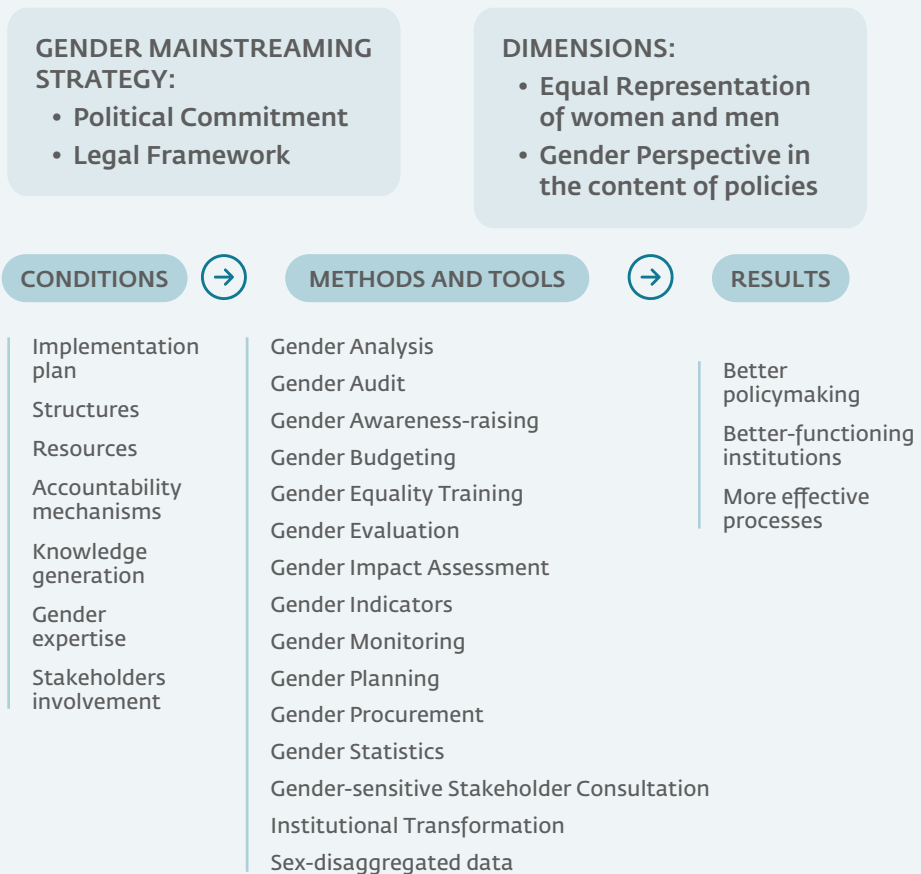 GENDER MAINSTREAMING
STRATEGY:
• Political Commitment
• Legal Framework
DIMENSIONS:
• Equal Representation
of women and men
• Gender Perspective in
the content of policies
CONDITIONS
METHODS AND TOOLS
RESULTS
Implementation
plan
Structures
Resources
Accountability
mechanisms
Knowledge
generation
Gender
expertise
Stakeholders
involvement
Gender Analysis
Gender Audit
Gender Awareness-raising
Gender Budgeting
Gender Equality Training
Gender Evaluation
Gender Impact Assessment
Gender Indicators
Gender Monitoring
Gender Planning
Gender Procurement
Gender Statistics
Gender-sensitive Stakeholder Consultation
Institutional Transformation
Sex-disaggregated data
Better
policymaking
Better-functioning
institutions
More effective
processes